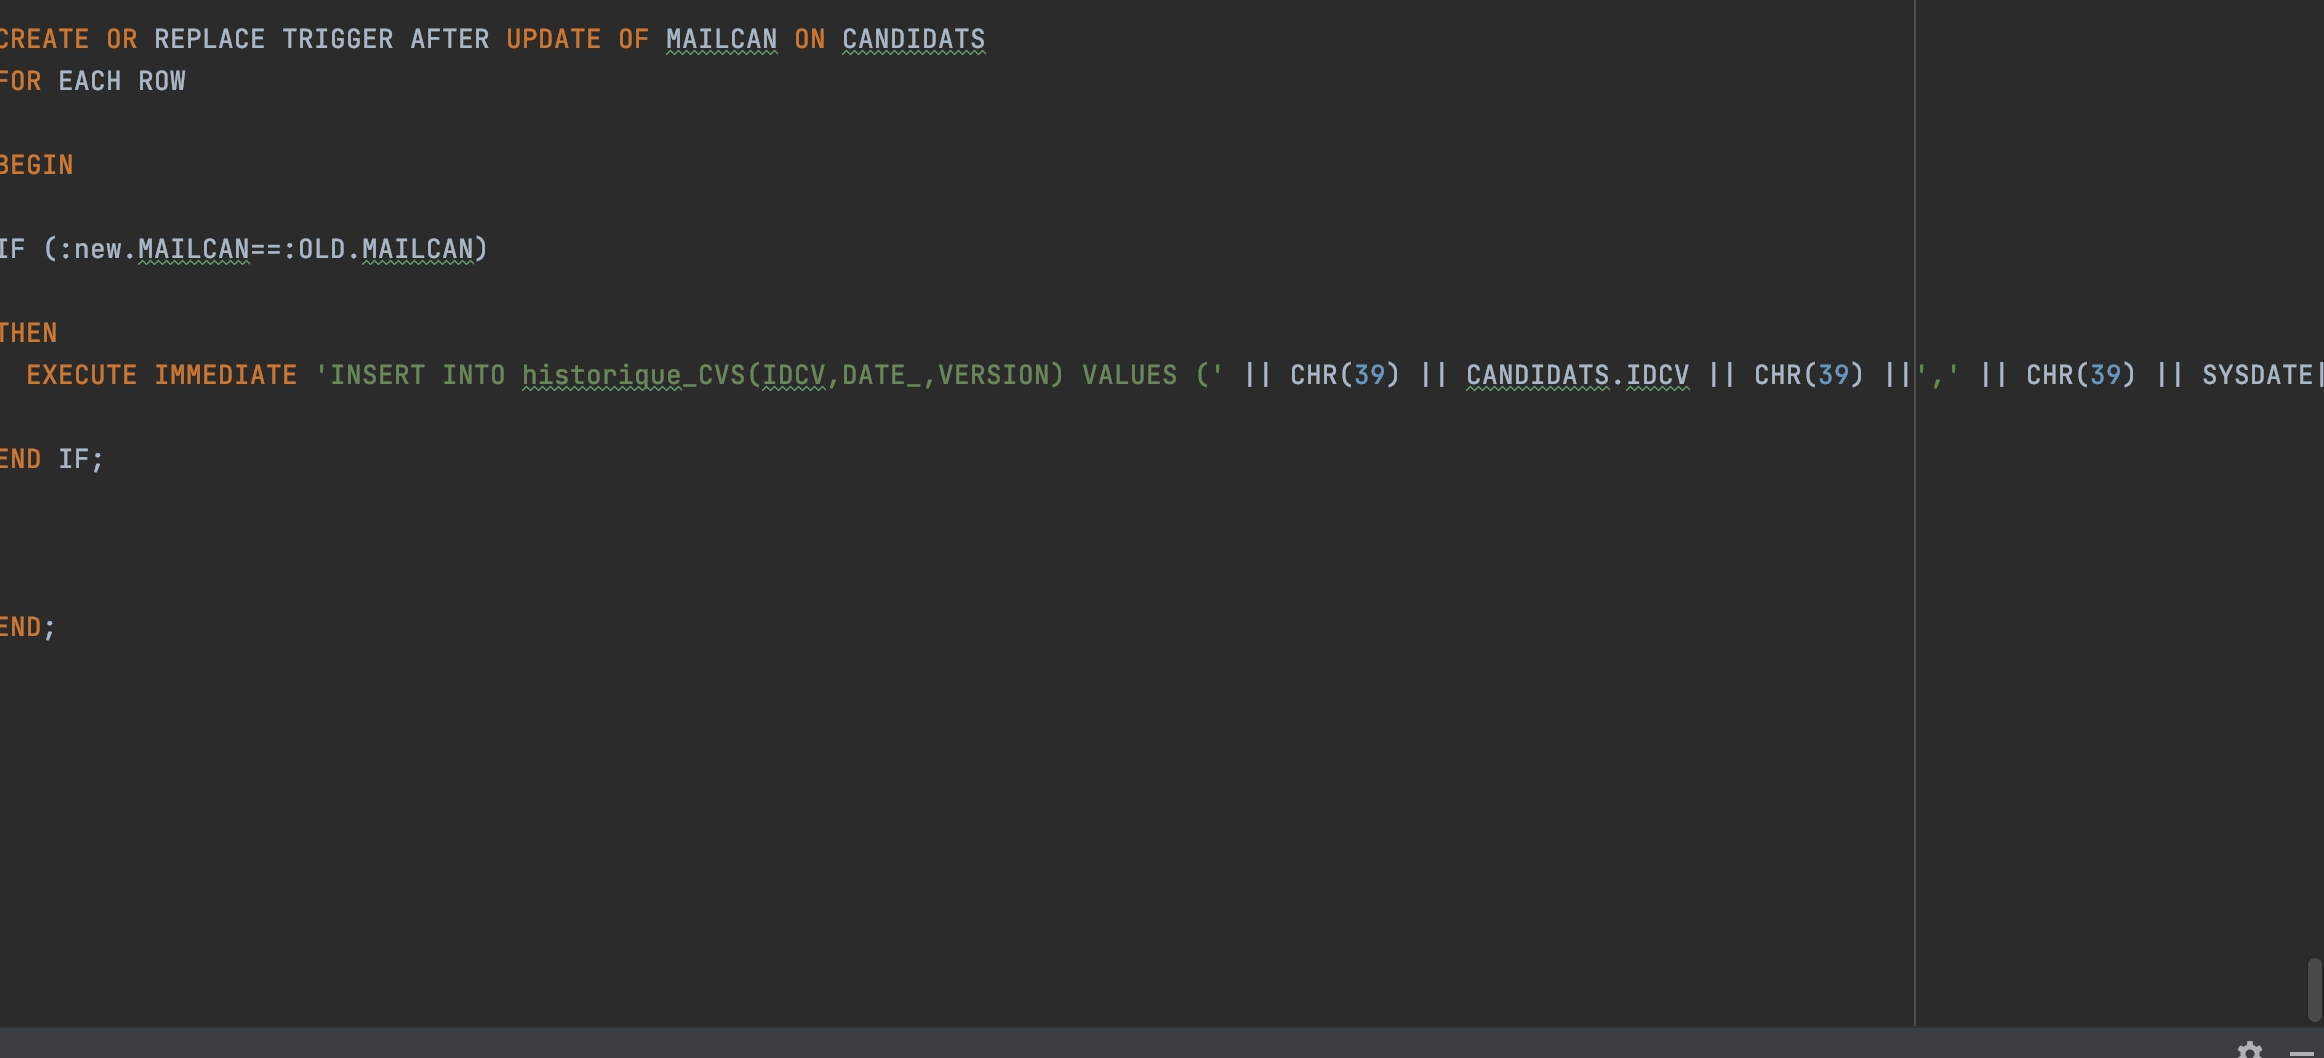 CREATE OR REPLACE TRIGGER AFTER UPDATE OF MAILCAN ON CANDIDATS
FOR EACH ROW
BEGIN
IF (:new.MAILCAN==:OLD.MAILCAN)
THEN
EXECUTE IMMEDIATE 'INSERT INTO historique_CVS(IDCV,DATE_,VERSION) VALUES (' || CHR(39) || CANDIDATS.IDCV || CHR(39) ||',' || CHR(39) || SYSDATE|
END IF;
END;